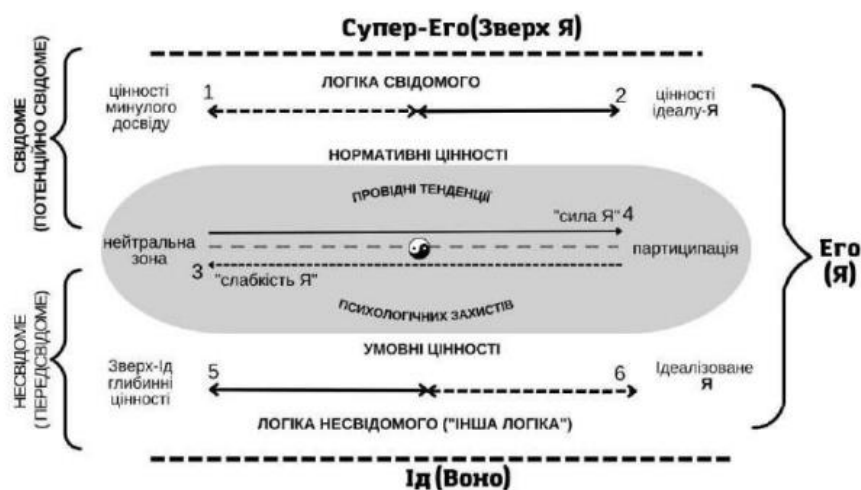 Супер-Его(Зверх Я)
ЛОГІКА СВІДОМОГО
СВІДОМЕ
(ПОТЕНЦІЙНО СВІДОМЕ)
цінності
минулого
досвіду
1
2
цінності
ідеалу-Я
НОРМАТИВНІ ЦІННОСТІ
ПРОВІДНІ ТЕНДЕНЦІЇ
"сила Я" 4
нейтральна
зона
партиципація
3 "слабкість Я"
ПСИХОЛОГІЧНИХ ЗАХИСТІВ
Его
(Я)
УМОВНІ ЦІННОСТІ
НЕСВІДОМЕ
(ПЕРЕДСВІДОМЕ)
Зверх-Ід
глибинні
цінності
5
6
Ідеалізоване
Я
ЛОГІКА НЕСВІДОМОГО ("ІНША ЛОГІКА")
Ід (Воно)